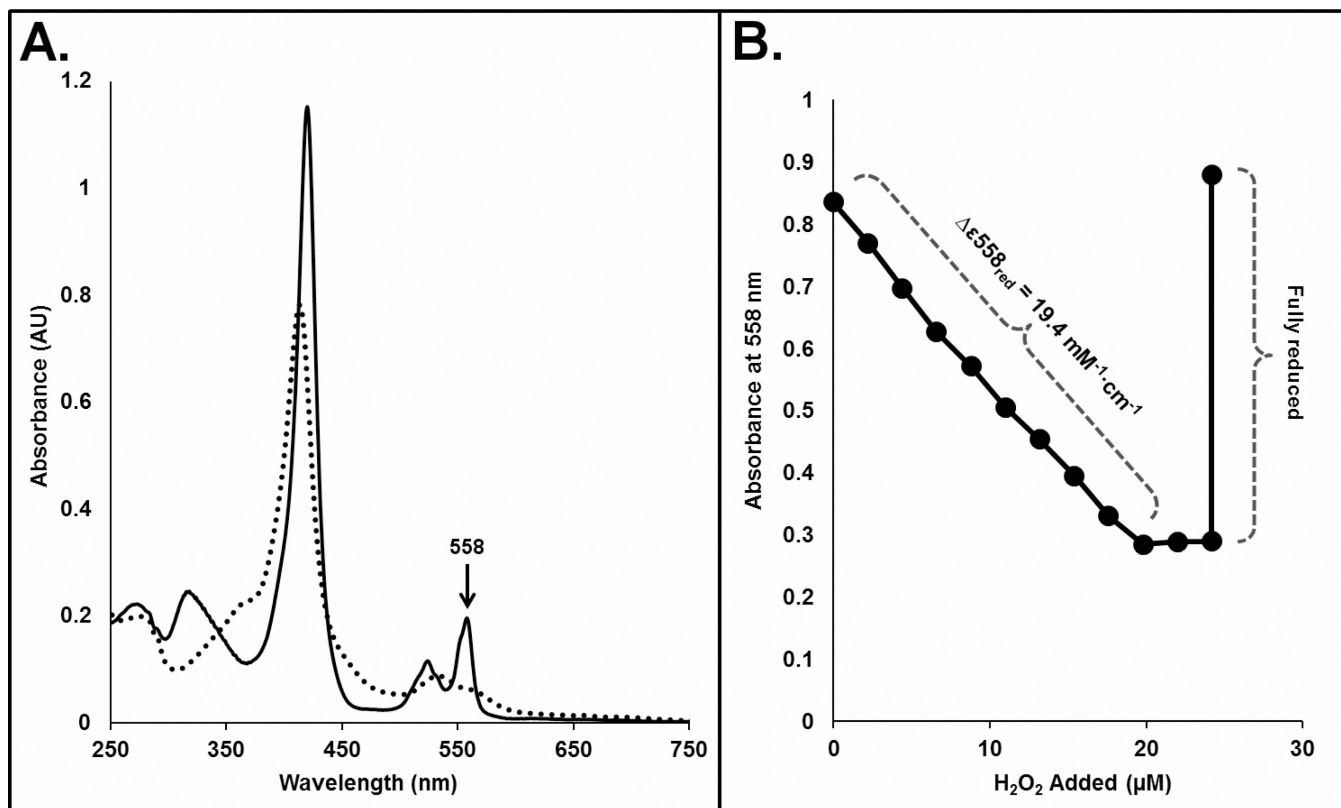 A.
1.2
1
0.8
0.6
0.4
0.2
0
Absorbance (AU)
558
250 350 450 550 650 750
Wavelength (nm)
B.
1
0.9
0.8
0.7
0.6
0.5
0.4
0.3
0.2
0.1
0
Absorbance at 558 nm
Δε558red = 19.4 mM-1·cm-1
Fully reduced
0 10 20 30
H2O2 Added (µM)